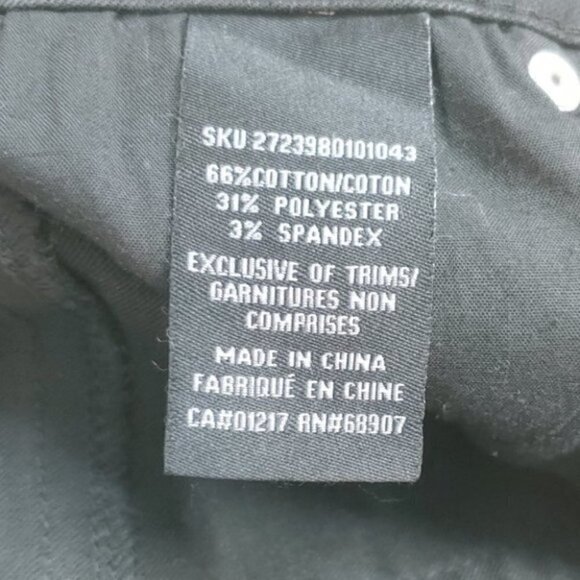 SKU 272398D101043
66%COTTON/COTON
31% POLYESTER
3% SPANDEX
EXCLUSIVE OF TRIMS/
GARNITURES NON
COMPRISES
MADE IN CHINA
FABRIQUÉ EN CHINE
CA#01217 RN#68907